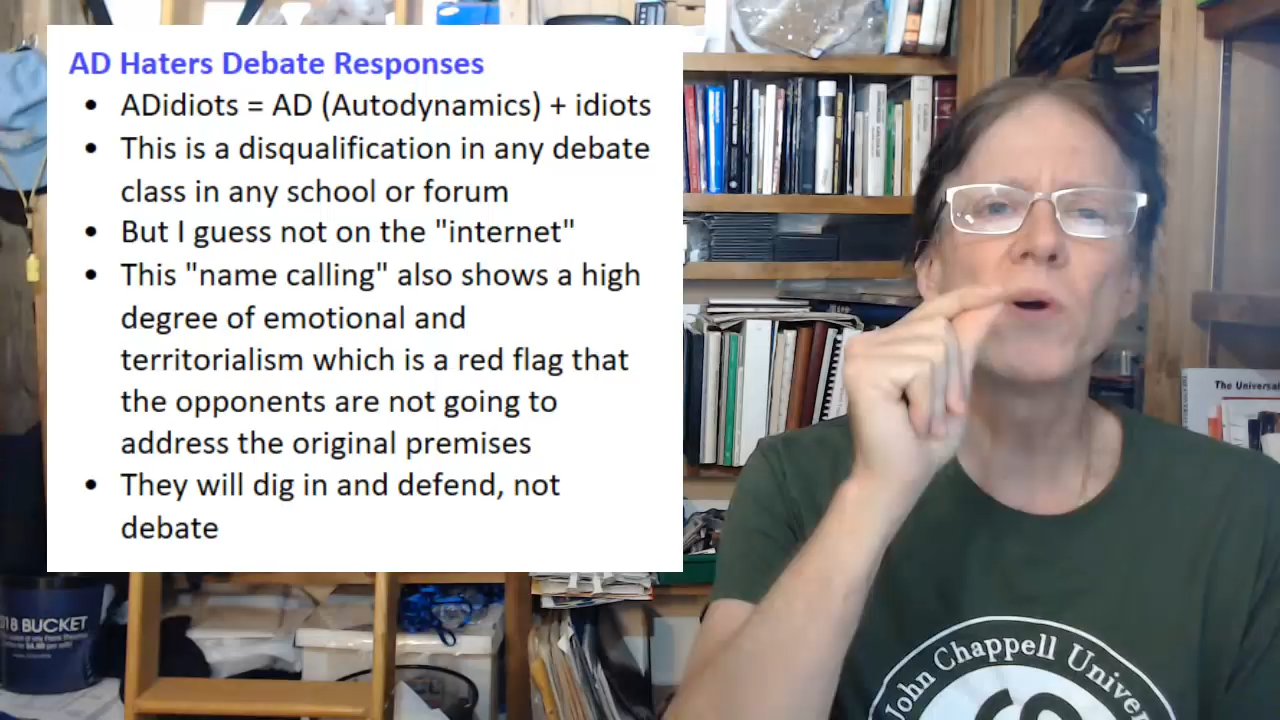 AD Haters Debate Responses
• ADidiots = AD (Autodynamics) + idiots
• This is a disqualification in any debate
class in any school or forum
• But I guess not on the "internet"
• This "name calling" also shows a high
degree of emotional and
territorialism which is a red flag that
the opponents are not going to
address the original premises
• They will dig in and defend, not
debate
The Universal
18 BUCKET
John Chappell Univer